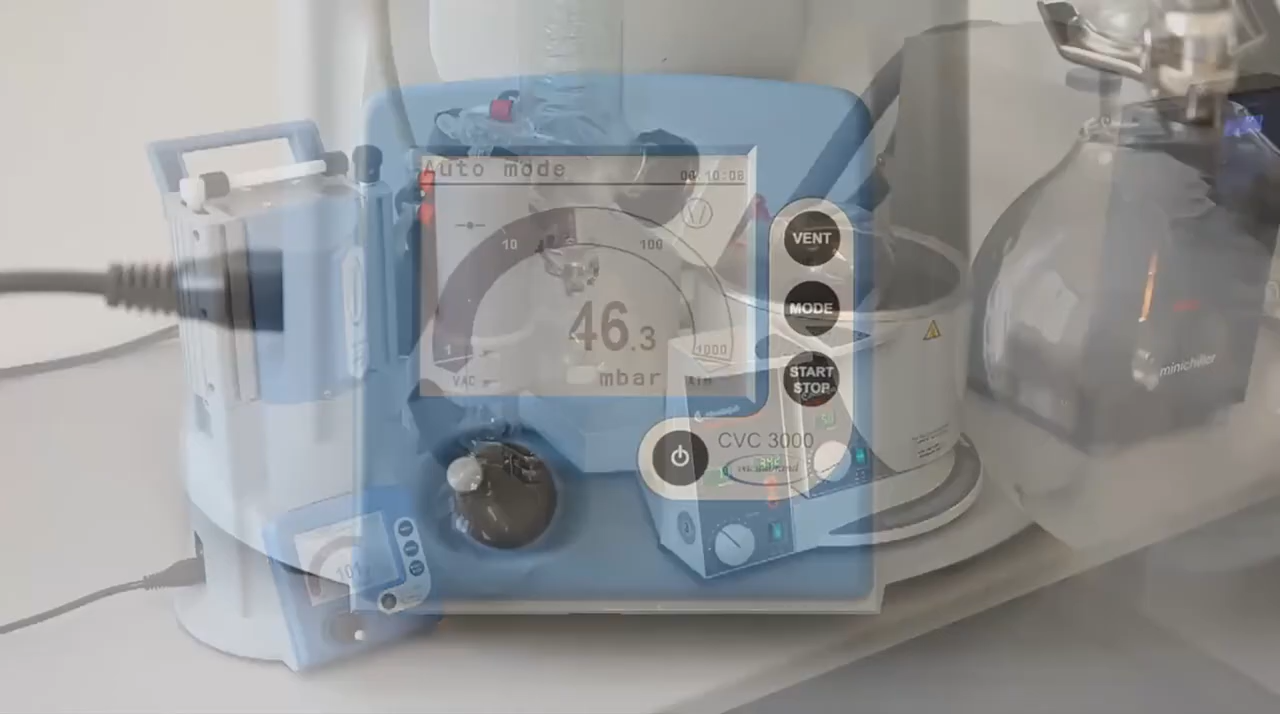 Auto mode
00:10:08
10
100
46.3
1
1000
VAC
mbar
VENT
MODE
START
STOP
CVC 3000
minichiller